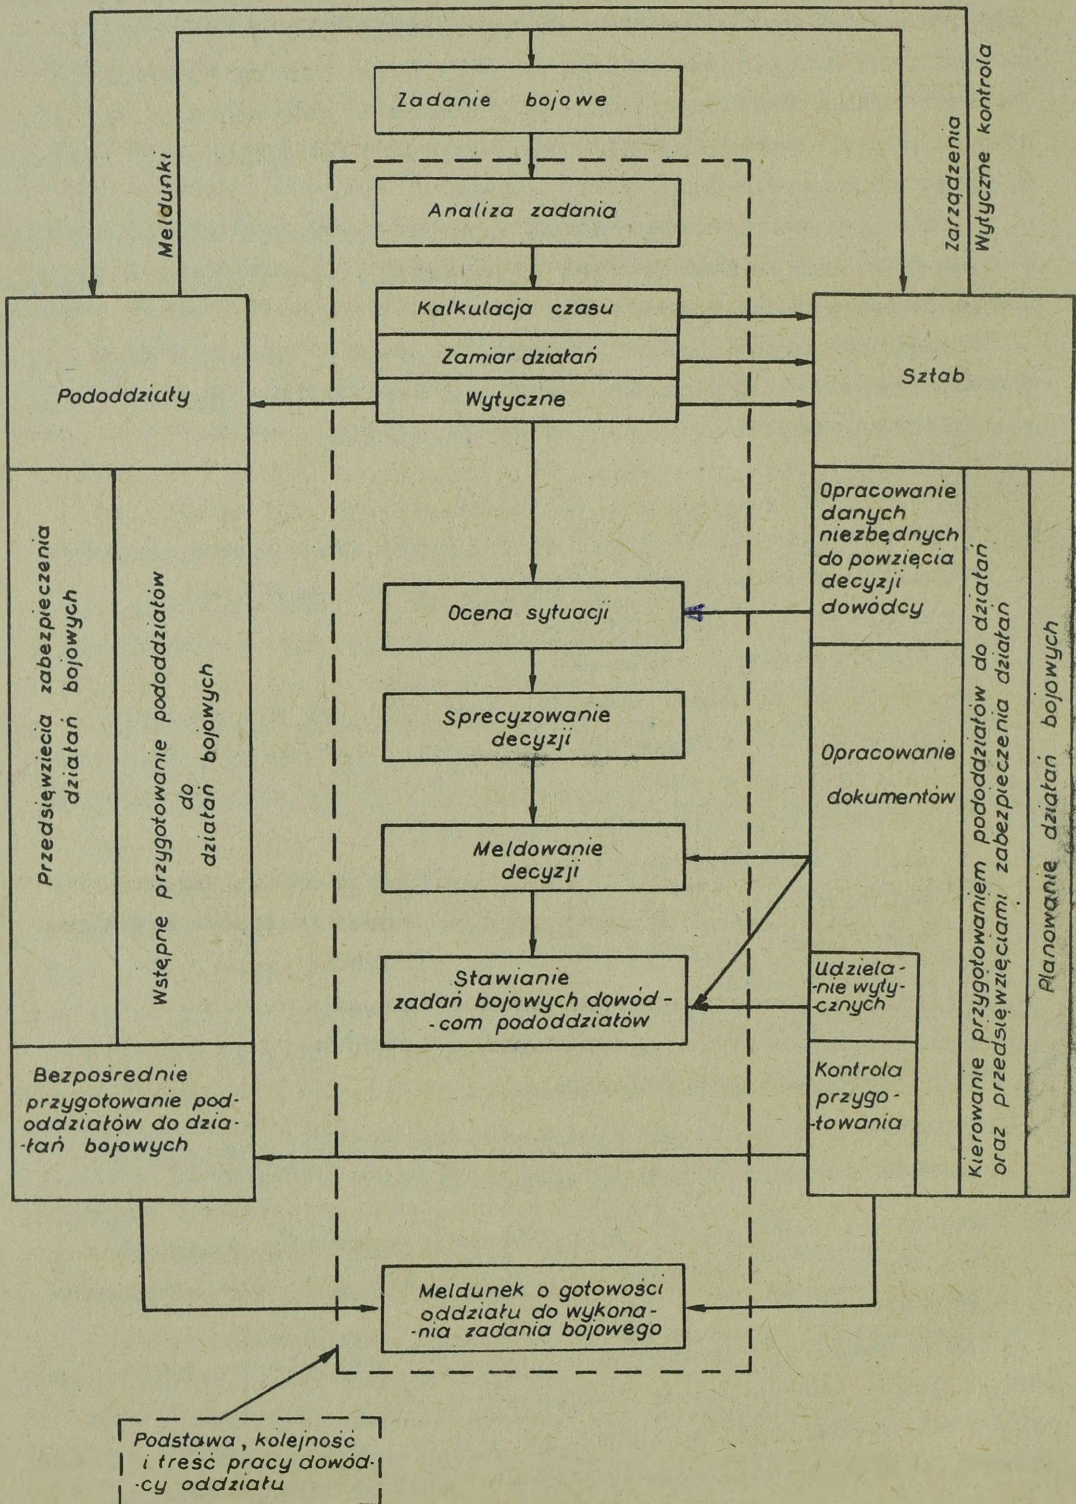 Zadanie bojowe
Meldunki
Zarządzenia
Wytyczne kontrola
Analiza zadania
Kalkulacja czasu
Zamiar działań
Wytyczne
Pododdziały
Sztab
Przedsięwziecia zabezpieczenia
działań bojowych
Wstępne przygotowanie pododdziałów
do
działań bojowych
Bezpośrednie
przygotowanie pod-
oddziałów do dzia-
-łań bojowych
Ocena sytuacji
Sprecyzowanie
decyzji
Meldowanie
decyzji
Stawianie
zadań bojowych dowód-
-com pododdziałów
Opracowanie
danych
niezbędnych
do powzięcia
decyzji
dowódcy
Opracowanie
dokumentów
Udziela-
-nie wyty-
-cznych
Kontrola
przygo-
-towania
Kierowanie przygotowaniem pododdziałów do działań
oraz przedsięwzięciami zabezpieczenia działań
Planowanie działań bojowych
Meldunek o gotowości
oddziału do wykona-
-nia zadania bojowego
Podstawa, kolejność
i treść pracy dowód-
-cy oddziału